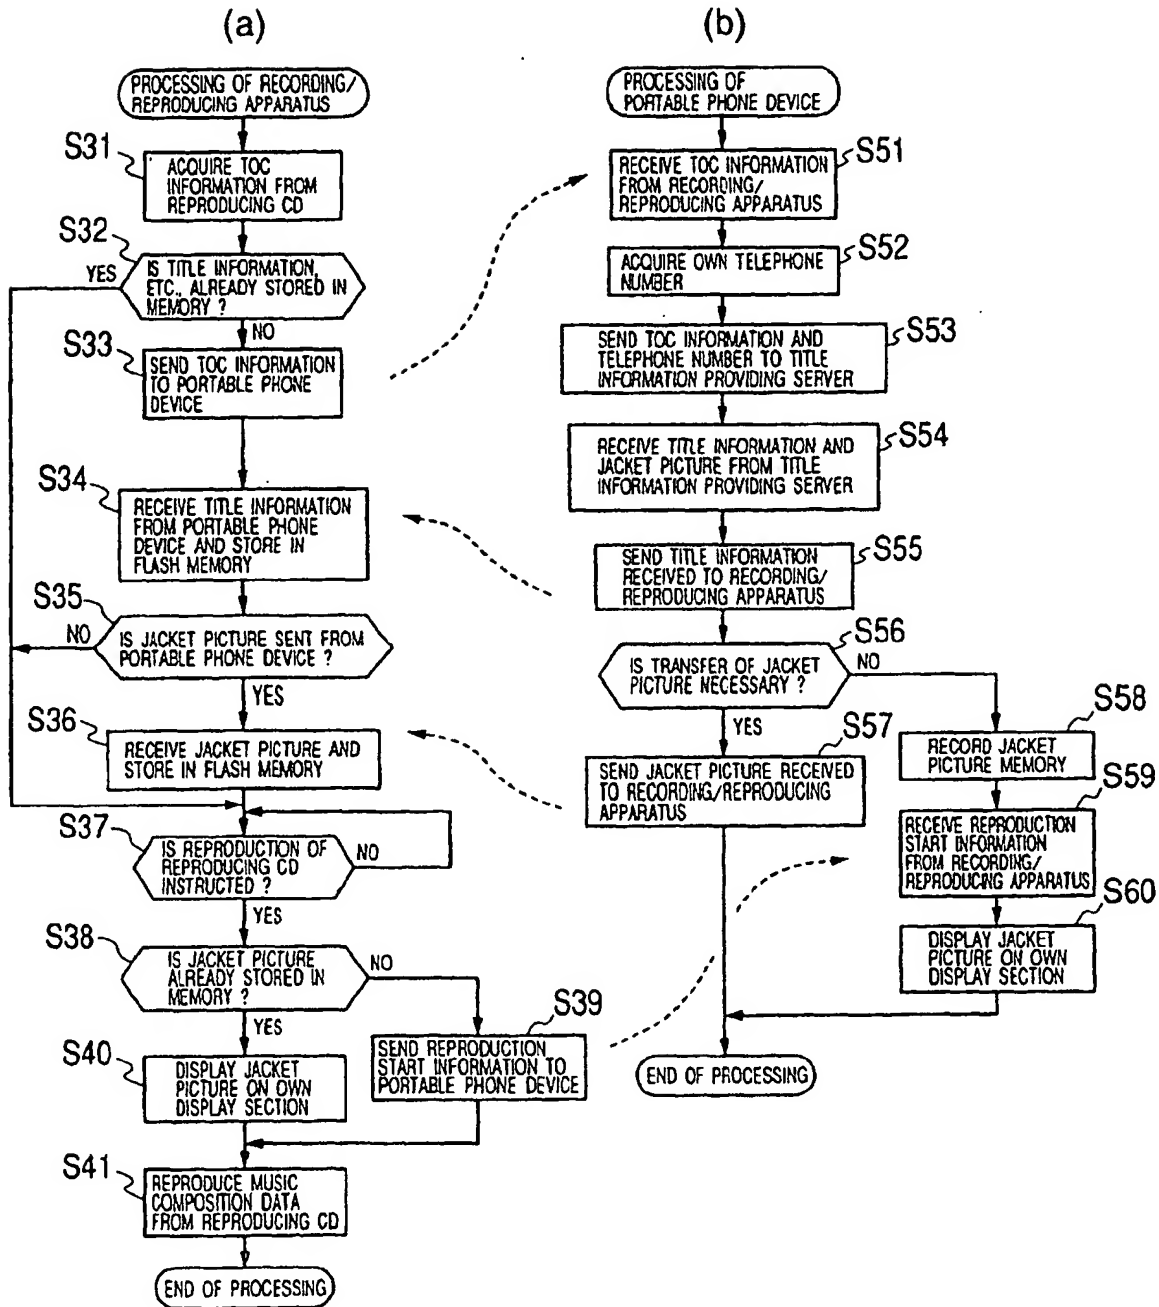 (a)
PROCESSING OF RECORDING/
REPRODUCING APPARATUS
S31
ACQUIRE TOC
INFORMATION FROM
REPRODUCING CD
S32
YES
IS TITLE INFORMATION,
ETC., ALREADY STORED IN
MEMORY ?
NO
S33
SEND TOC INFORMATION
TO PORTABLE PHONE
DEVICE
S34
RECEIVE TITLE INFORMATION
FROM PORTABLE PHONE
DEVICE AND STORE IN
FLASH MEMORY
S35
NO
IS JACKET PICTURE SENT FROM
PORTABLE PHONE DEVICE ?
YES
S36
RECEIVE JACKET PICTURE AND
STORE IN FLASH MEMORY
S37
IS REPRODUCTION OF
REPRODUCING CD
INSTRUCTED ?
NO
YES
S38
IS JACKET PICTURE
ALREADY STORED IN
MEMORY ?
NO
YES
S39
SEND REPRODUCTION
START INFORMATION TO
PORTABLE PHONE DEVICE
S40
DISPLAY JACKET
PICTURE ON OWN
DISPLAY SECTION
S41
REPRODUCE MUSIC
COMPOSITION DATA
FROM REPRODUCING CD
END OF PROCESSING
(b)
PROCESSING OF
PORTABLE PHONE DEVICE
S51
RECEIVE TOC INFORMATION
FROM RECORDING/
REPRODUCING APPARATUS
S52
ACQUIRE OWN TELEPHONE
NUMBER
S53
SEND TOC INFORMATION AND
TELEPHONE NUMBER TO TITLE
INFORMATION PROVIDING SERVER
S54
RECEIVE TITLE INFORMATION AND
JACKET PICTURE FROM TITLE
INFORMATION PROVIDING SERVER
S55
SEND TITLE INFORMATION
RECEIVED TO RECORDING/
REPRODUCING APPARATUS
S56
IS TRANSFER OF JACKET
PICTURE NECESSARY ?
NO
YES
S57
SEND JACKET PICTURE RECEIVED
TO RECORDING/REPRODUCING
APPARATUS
S58
RECORD JACKET
PICTURE MEMORY
S59
RECEIVE REPRODUCTION
START INFORMATION
FROM RECORDING/
REPRODUCING APPARATUS
S60
DISPLAY JACKET
PICTURE ON OWN
DISPLAY SECTION
END OF PROCESSING